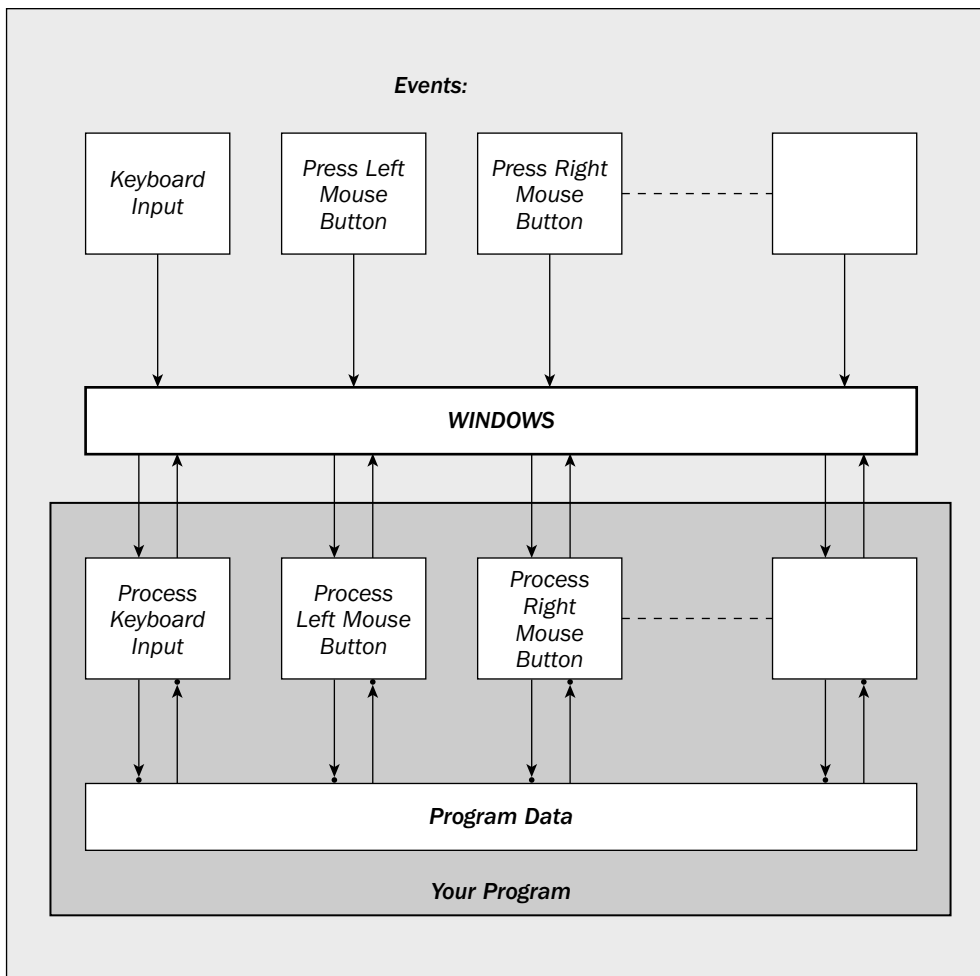 Events:
Keyboard
Input
Press Left
Mouse
Button
Press Right
Mouse
Button
WINDOWS
Process
Keyboard
Input
Process
Left Mouse
Button
Process
Right
Mouse
Button
Program Data
Your Program